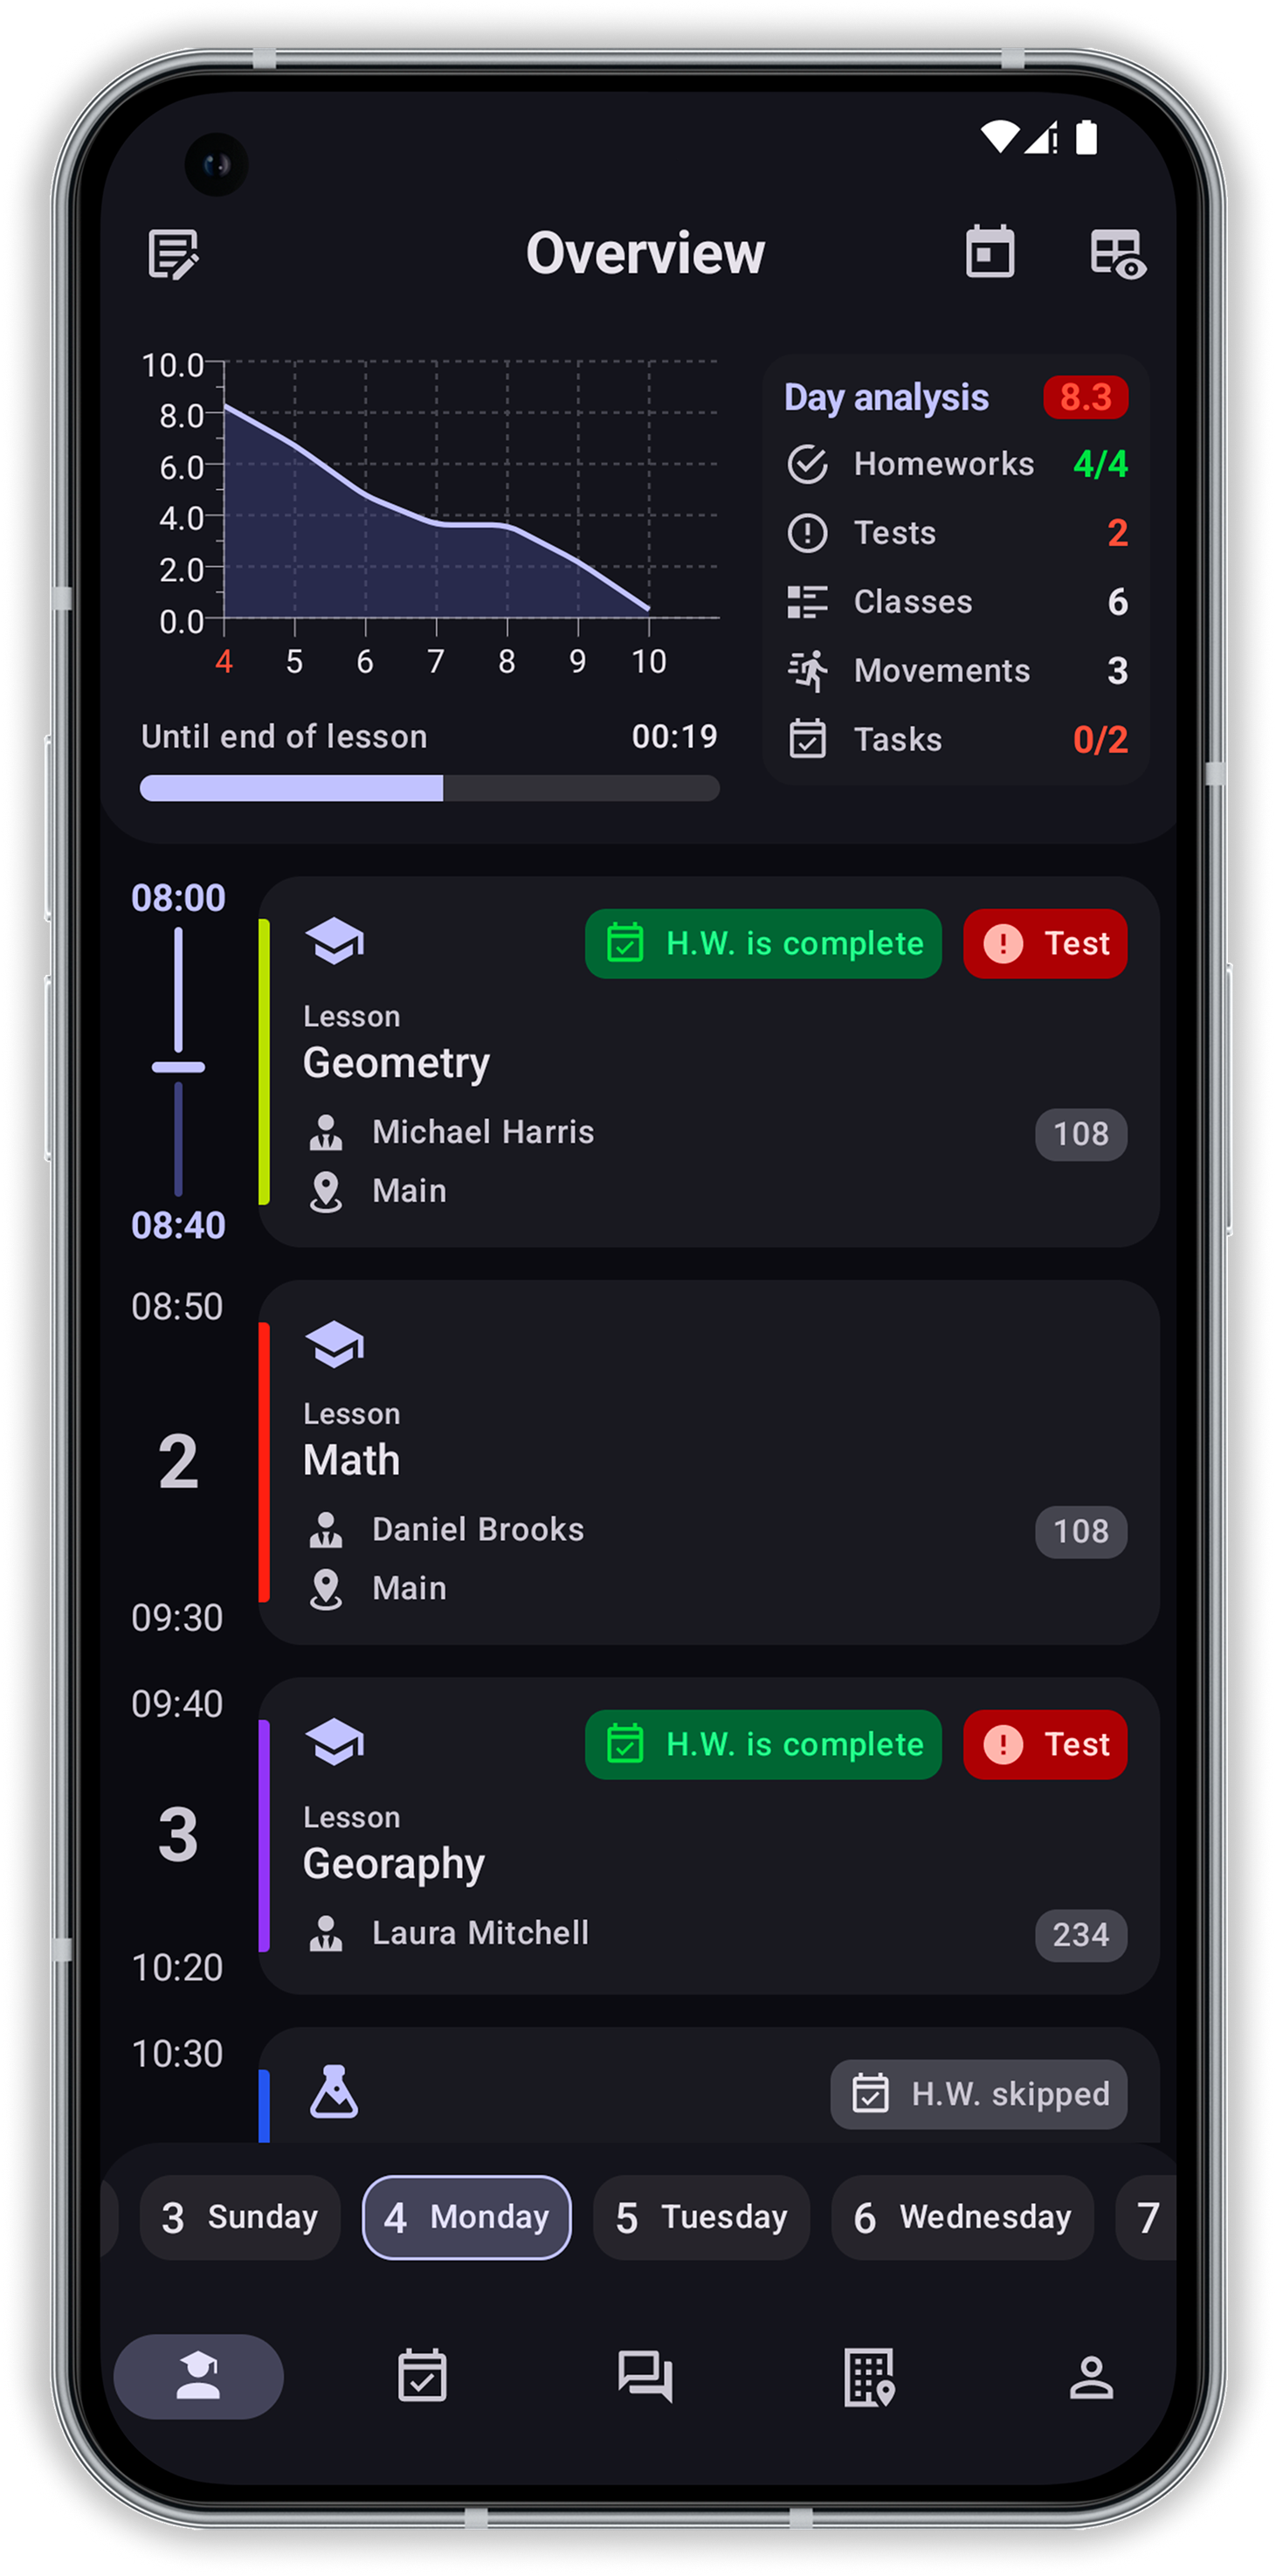 Overview
10.0
8.0
6.0
4.0
2.0
0.0
4 5 6 7 8 9 10
Until end of lesson 00:19
Day analysis 8.3
Homeworks 4/4
Tests 2
Classes 6
Movements 3
Tasks 0/2
08:00
08:40
H.W. is complete
Test
Lesson
Geometry
Michael Harris
108
Main
08:50
2
09:30
Lesson
Math
Daniel Brooks
108
Main
09:40
3
10:20
H.W. is complete
Test
Lesson
Georaphy
Laura Mitchell
234
10:30
H.W. skipped
3 Sunday
4 Monday
5 Tuesday
6 Wednesday
7